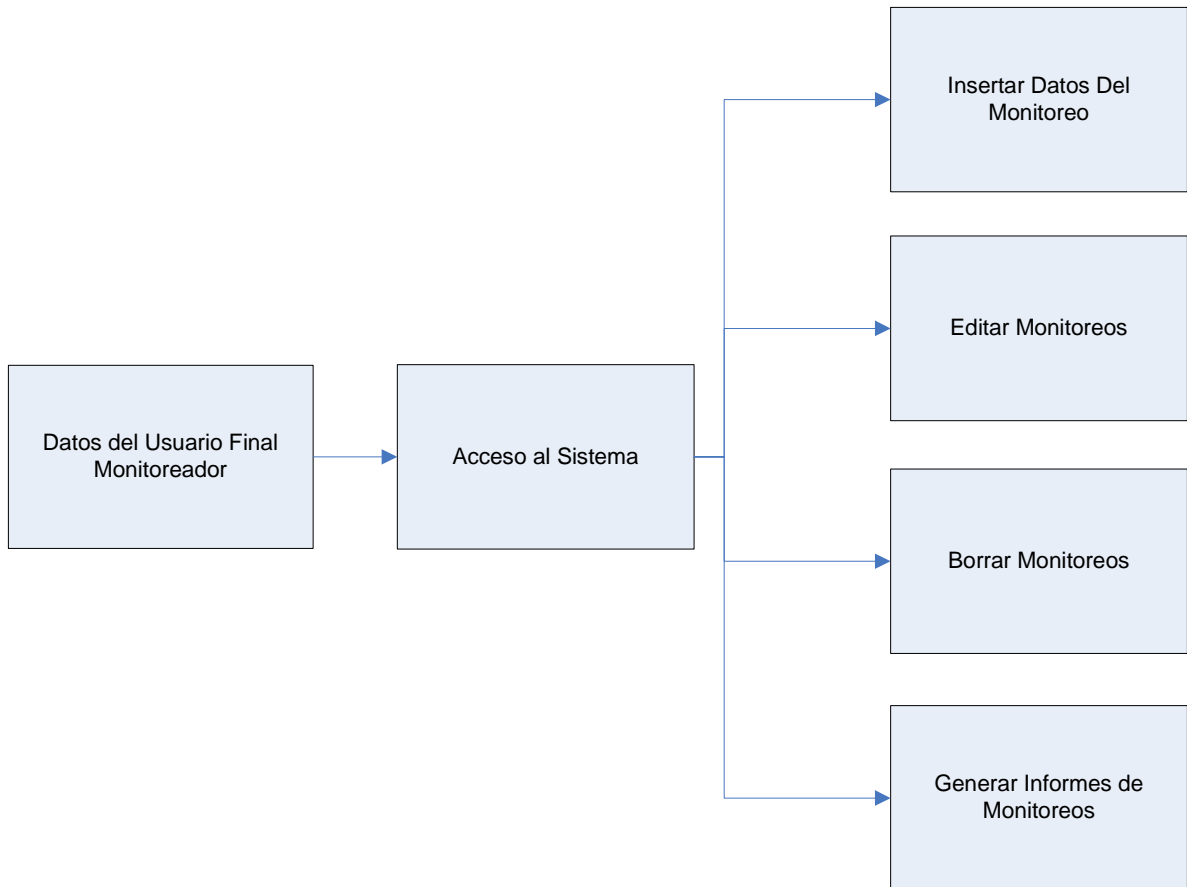 Insertar Datos Del
Monitoreo
Editar Monitoreos
Datos del Usuario Final
Monitoreador
Acceso al Sistema
Borrar Monitoreos
Generar Informes de
Monitoreos